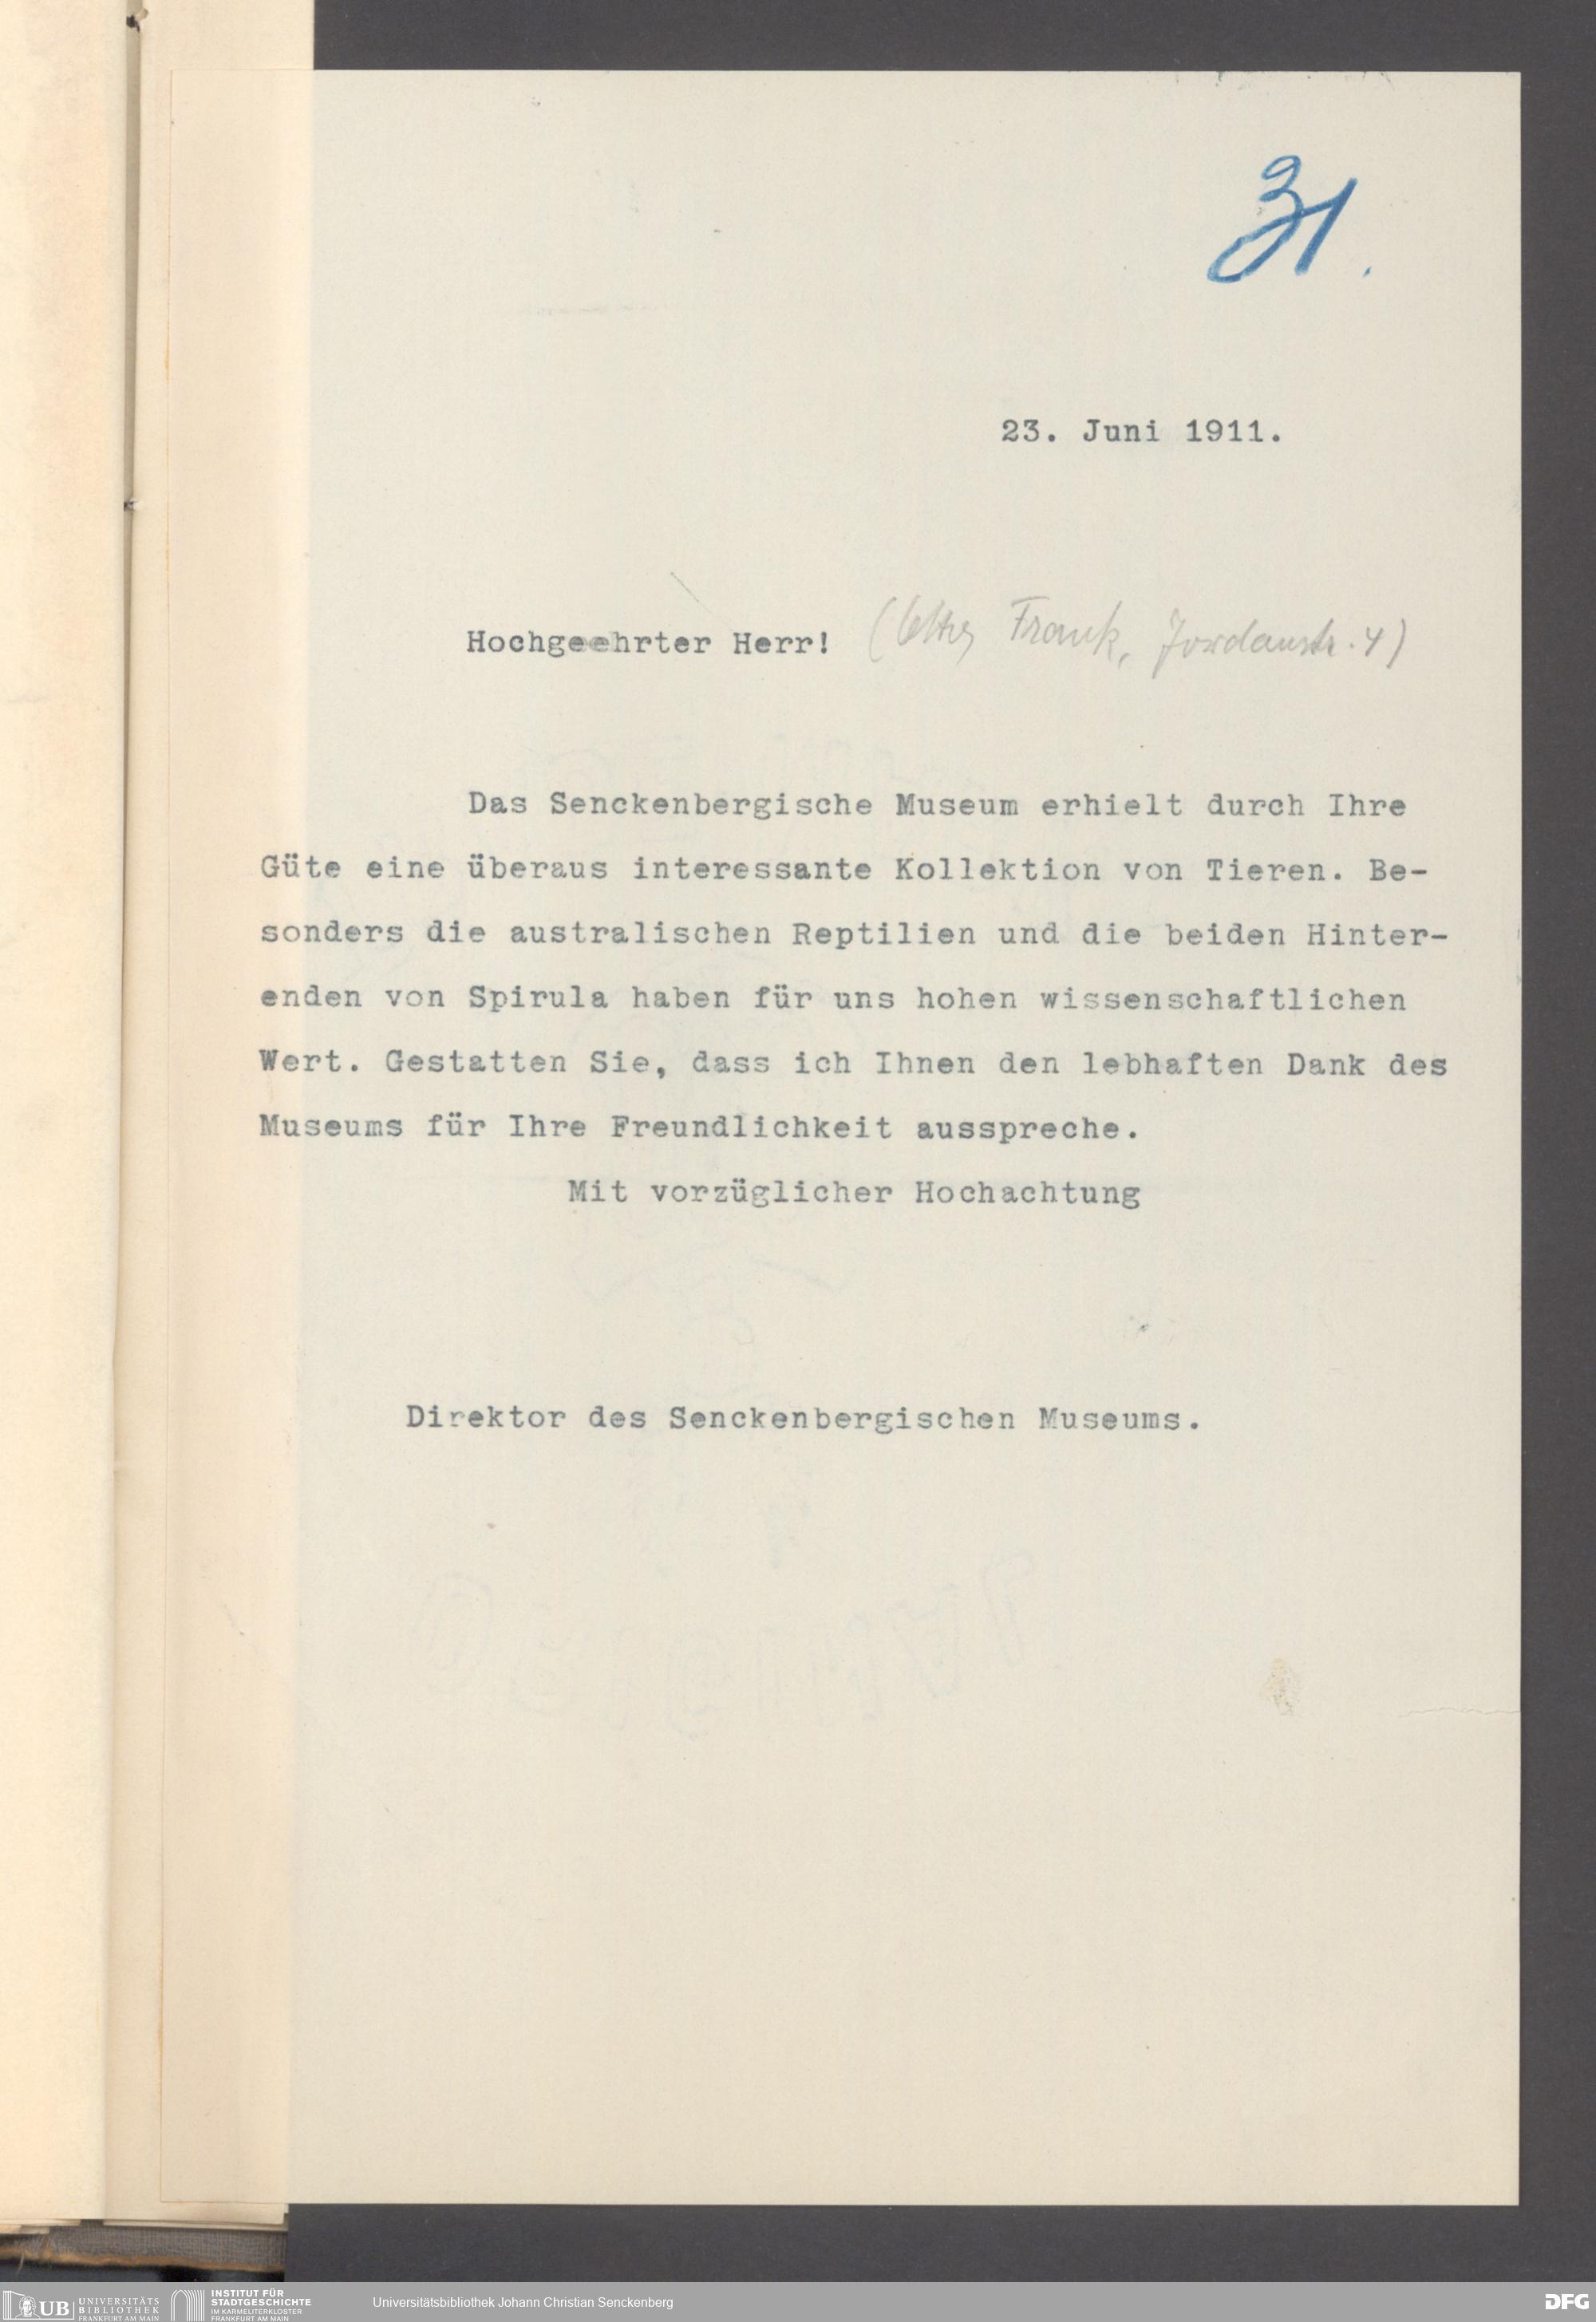 31.
23. Juni 1911.
Hochgeehrter Herr! ( Frank, Jordanstr. 4)
Das Senckenbergische Museum erhielt durch Ihre
Güte eine überaus interessante Kollektion von Tieren. Be-
sonders die australischen Reptilien und die beiden Hinter-
enden von Spirula haben für uns hohen wissenschaftlichen
Wert. Gestatten Sie, dass ich Ihnen den lebhaften Dank des
Museums für Ihre Freundlichkeit ausspreche.
Mit vorzüglicher Hochachtung
Direktor des Senckenbergischen Museums.
UB UNIVERSITÄTS
BIBLIOTHEK
FRANKFURT AM MAIN
INSTITUT FÜR
STADTGESCHICHTE
IM KARMELITERKLOSTER
FRANKFURT AM MAIN
Universitätsbibliothek Johann Christian Senckenberg
DFG